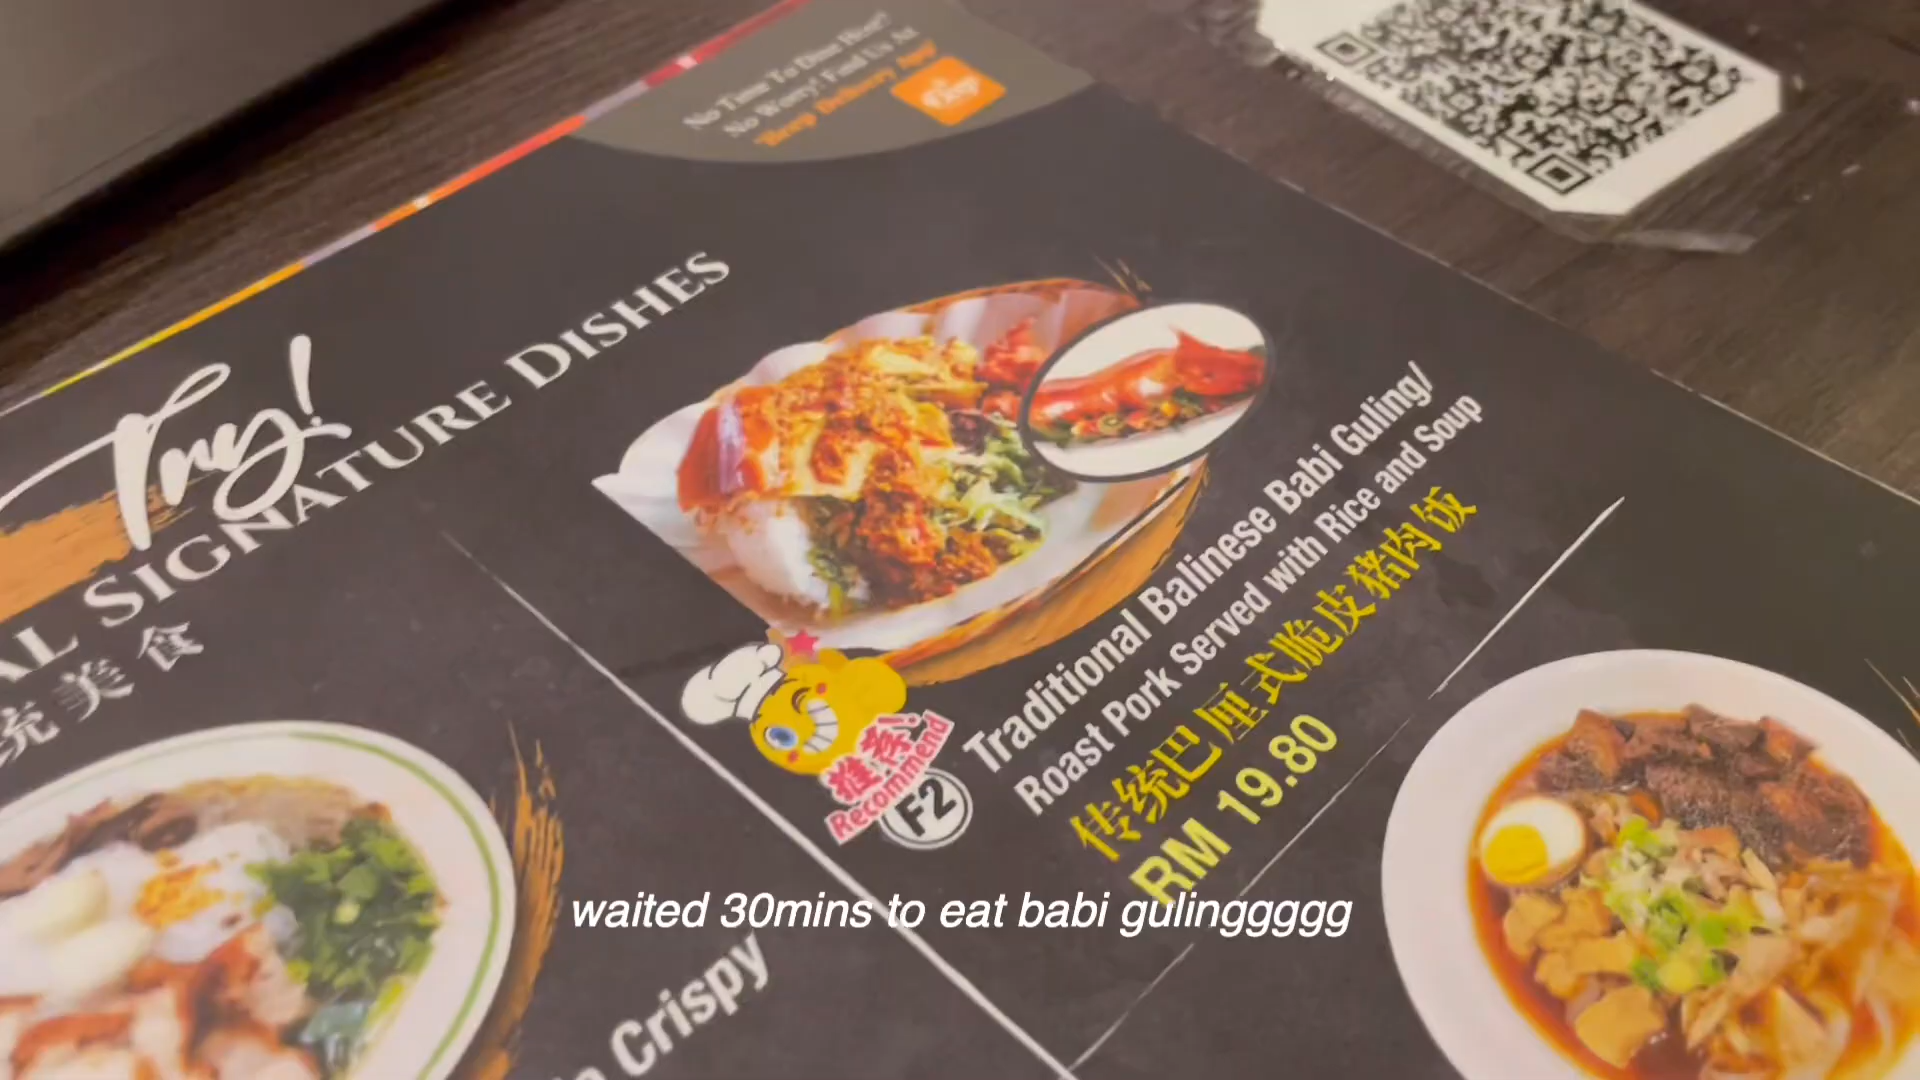 No Time To Dine Here?
No Worry! Find Us At
Beep Delivery App!
Beep
Try!
AL SIGNATURE DISHES
统美食
Traditional Balinese Babi Guling/
Roast Pork Served with Rice and Soup
传统巴厘式脆皮猪肉饭
RM 19.80
推荐!
Recommend
F2
waited 30mins to eat babi gulinggggg
Crispy